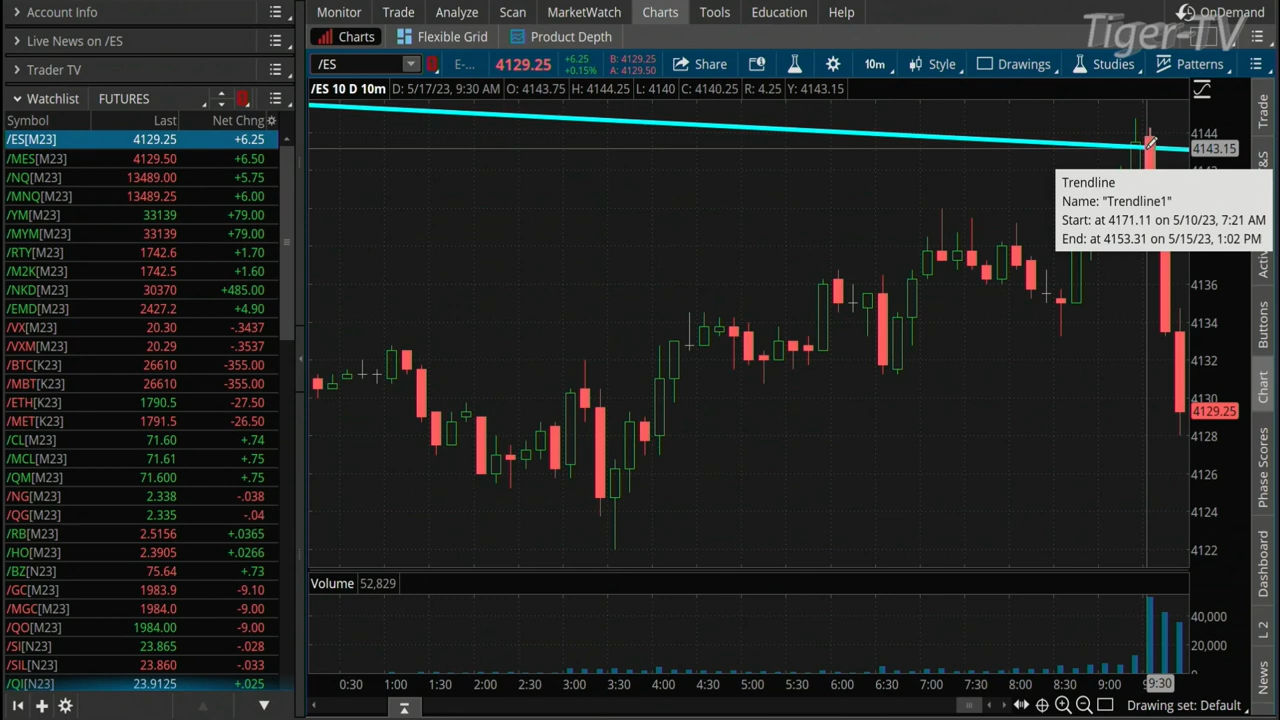 Account Info
Live News on /ES
Trader TV
Watchlist FUTURES
Symbol Last Net Chng
/ES[M23] 4129.25 +6.25
/MES[M23] 4129.50 +6.50
/NQ[M23] 13489.00 +5.75
/MNQ[M23] 13489.25 +6.00
/YM[M23] 33139 +79.00
/MYM[M23] 33139 +79.00
/RTY[M23] 1742.6 +1.70
/M2K[M23] 1742.5 +1.60
/NKD[M23] 30370 +485.00
/EMD[M23] 2427.2 +4.90
/VX[M23] 20.30 -.3437
/VXM[M23] 20.29 -.3537
/BTC[K23] 26610 -355.00
/MBT[K23] 26610 -355.00
/ETH[K23] 1790.5 -27.50
/MET[K23] 1791.5 -26.50
/CL[M23] 71.60 +.74
/MCL[M23] 71.61 +.75
/QM[M23] 71.600 +.75
/NG[M23] 2.338 -.038
/QG[M23] 2.335 -.04
/RB[M23] 2.5156 +.0365
/HO[M23] 2.3905 +.0266
/BZ[N23] 75.64 +.73
/GC[M23] 1983.9 -9.10
/MGC[M23] 1984.0 -9.00
/QO[M23] 1984.00 -9.00
/SI[N23] 23.865 -.028
/SIL[N23] 23.860 -.033
/QI[N23] 23.9125 +.025
Monitor Trade Analyze Scan MarketWatch Charts Tools Education Help
OnDemand
Tiger-TV
Charts Flexible Grid Product Depth
/ES E-... 4129.25 +6.25 +0.15% B: 4129.25 A: 4129.50 Share 10m Style Drawings Studies Patterns
/ES 10 D 10m D: 5/17/23, 9:30 AM O: 4143.75 H: 4144.25 L: 4140 C: 4140.25 R: 4.25 Y: 4143.15
4144
4143.15
Trendline
Name: "Trendline1"
Start: at 4171.11 on 5/10/23, 7:21 AM
End: at 4153.31 on 5/15/23, 1:02 PM
4136
4134
4132
4130
4129.25
4128
4126
4124
4122
Volume 52,829
40,000
20,000
0
0:30 1:00 1:30 2:00 2:30 3:00 3:30 4:00 4:30 5:00 5:30 6:00 6:30 7:00 7:30 8:00 8:30 9:00 9:30
Drawing set: Default
Trade
Buttons
Chart
Phase Scores
Dashboard
L 2
News